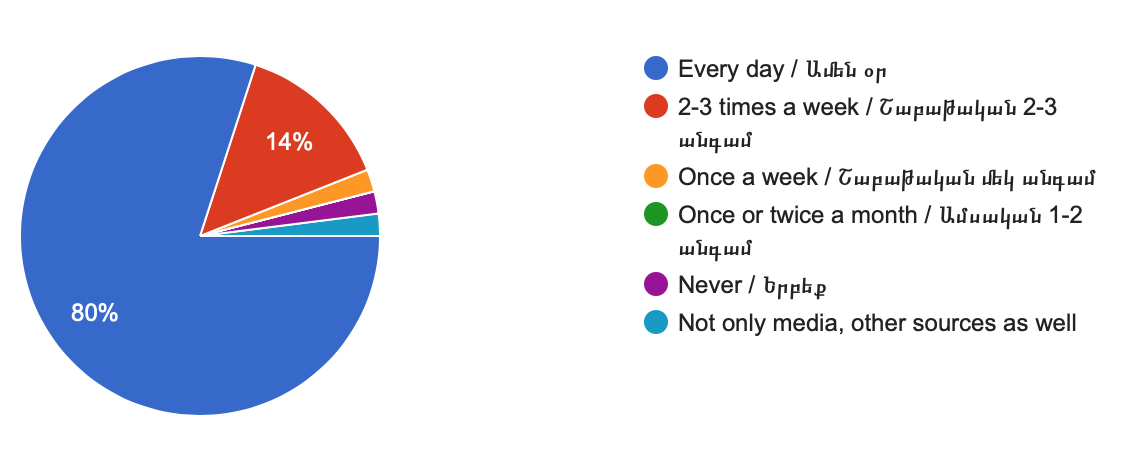 80%
14%
Every day / Ամեն օր
2-3 times a week / Շաբաթական 2-3
անգամ
Once a week / Շաբաթական մեկ անգամ
Once or twice a month / Ամսական 1-2
անգամ
Never / Երբեք
Not only media, other sources as well